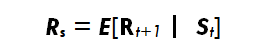 Rs = E[Rt+1 | St]